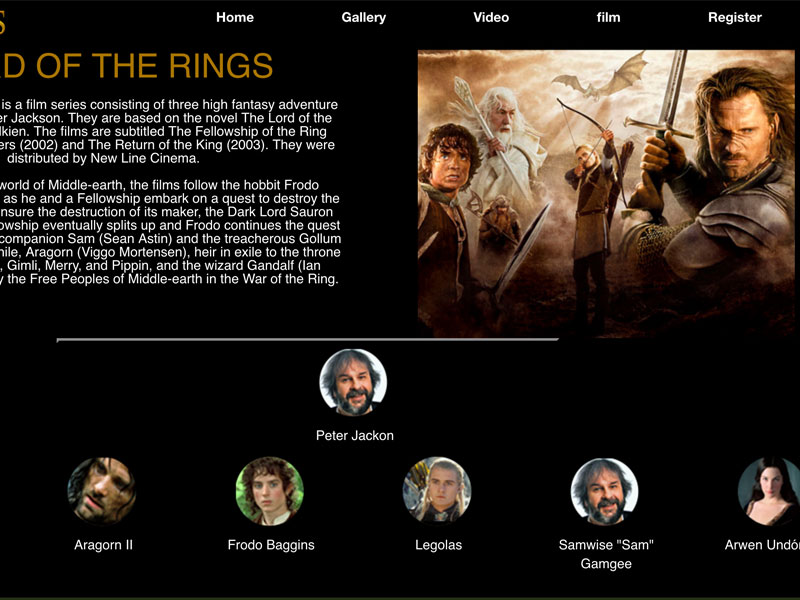 S
Home Gallery Video film Register
D OF THE RINGS
is a film series consisting of three high fantasy adventure
er Jackson. They are based on the novel The Lord of the
lkien. The films are subtitled The Fellowship of the Ring
ers (2002) and The Return of the King (2003). They were
distributed by New Line Cinema.
world of Middle-earth, the films follow the hobbit Frodo
as he and a Fellowship embark on a quest to destroy the
nsure the destruction of its maker, the Dark Lord Sauron
owship eventually splits up and Frodo continues the quest
companion Sam (Sean Astin) and the treacherous Gollum
hile, Aragorn (Viggo Mortensen), heir in exile to the throne
, Gimli, Merry, and Pippin, and the wizard Gandalf (Ian
y the Free Peoples of Middle-earth in the War of the Ring.
Peter Jackon
Aragorn II
Frodo Baggins
Legolas
Samwise "Sam"
Gamgee
Arwen Undó